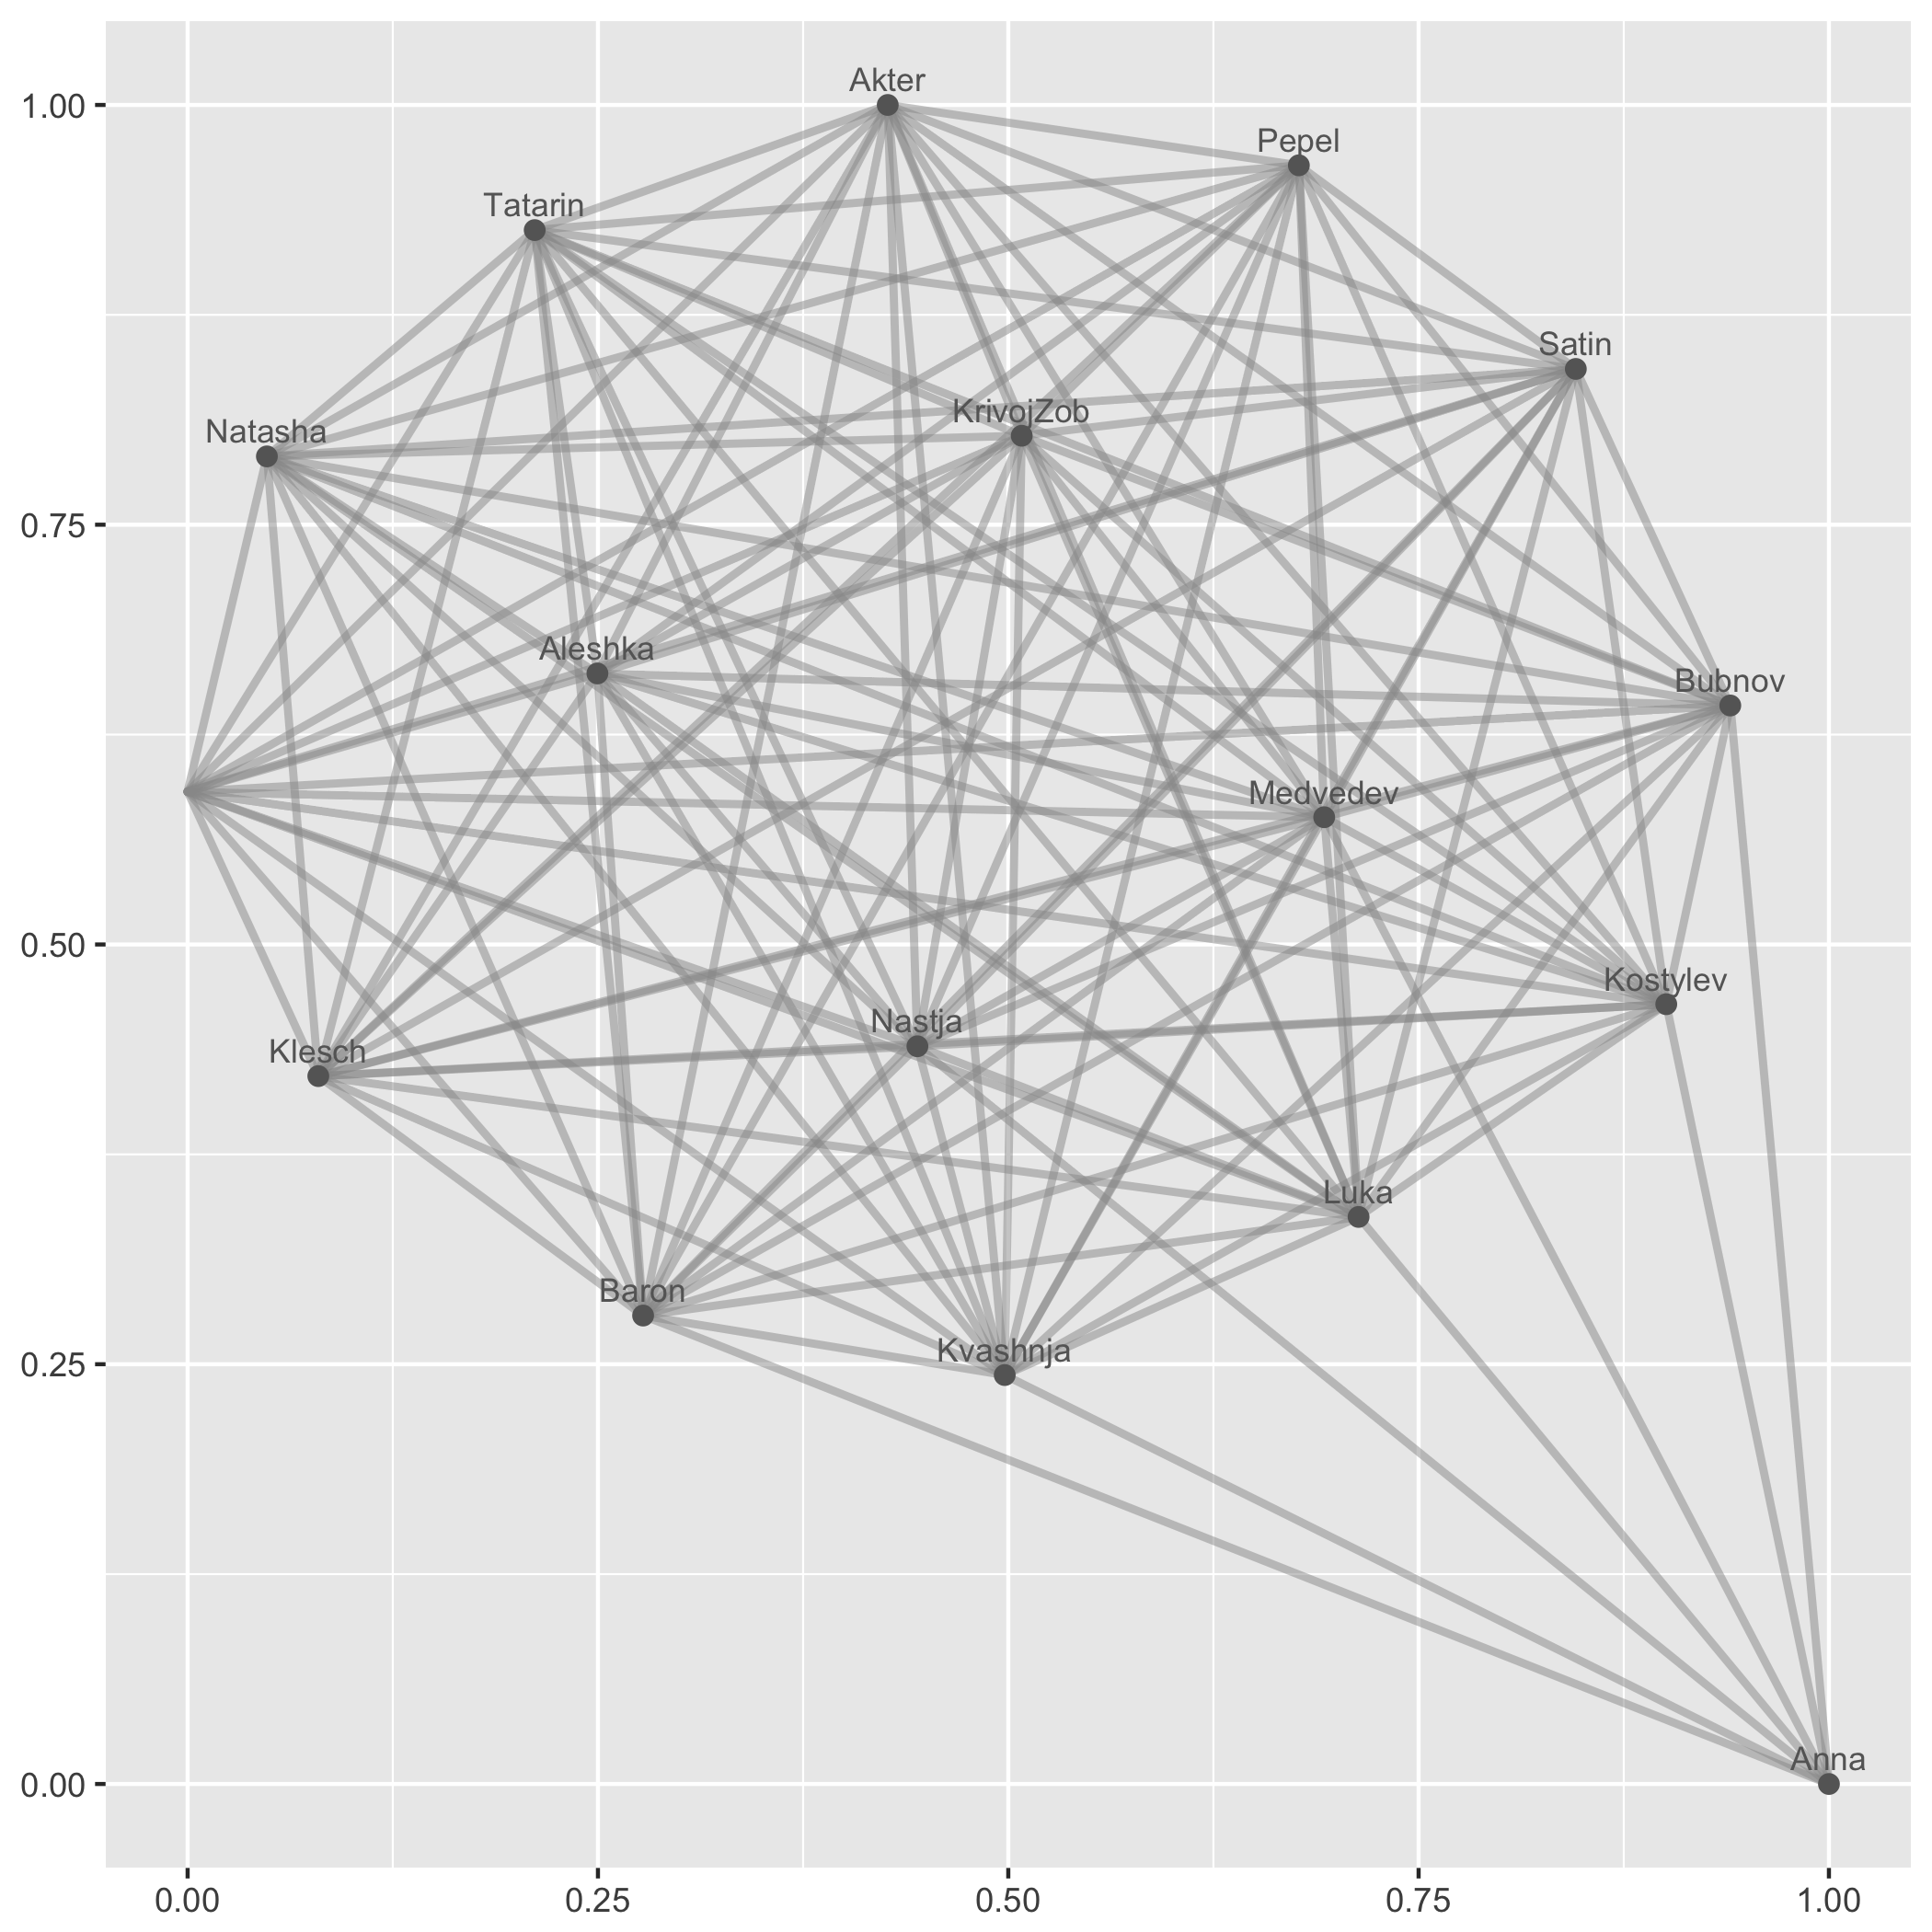 Akter
1.00
Pepel
Tatarin
Satin
KrivojZob
Natasha
0.75
Aleshka
Bubnov
Medvedev
0.50
Kostylev
Nastja
Klesch
Luka
Baron
Kvashnja
0.25
Anna
0.00
0.00 0.25 0.50 0.75 1.00